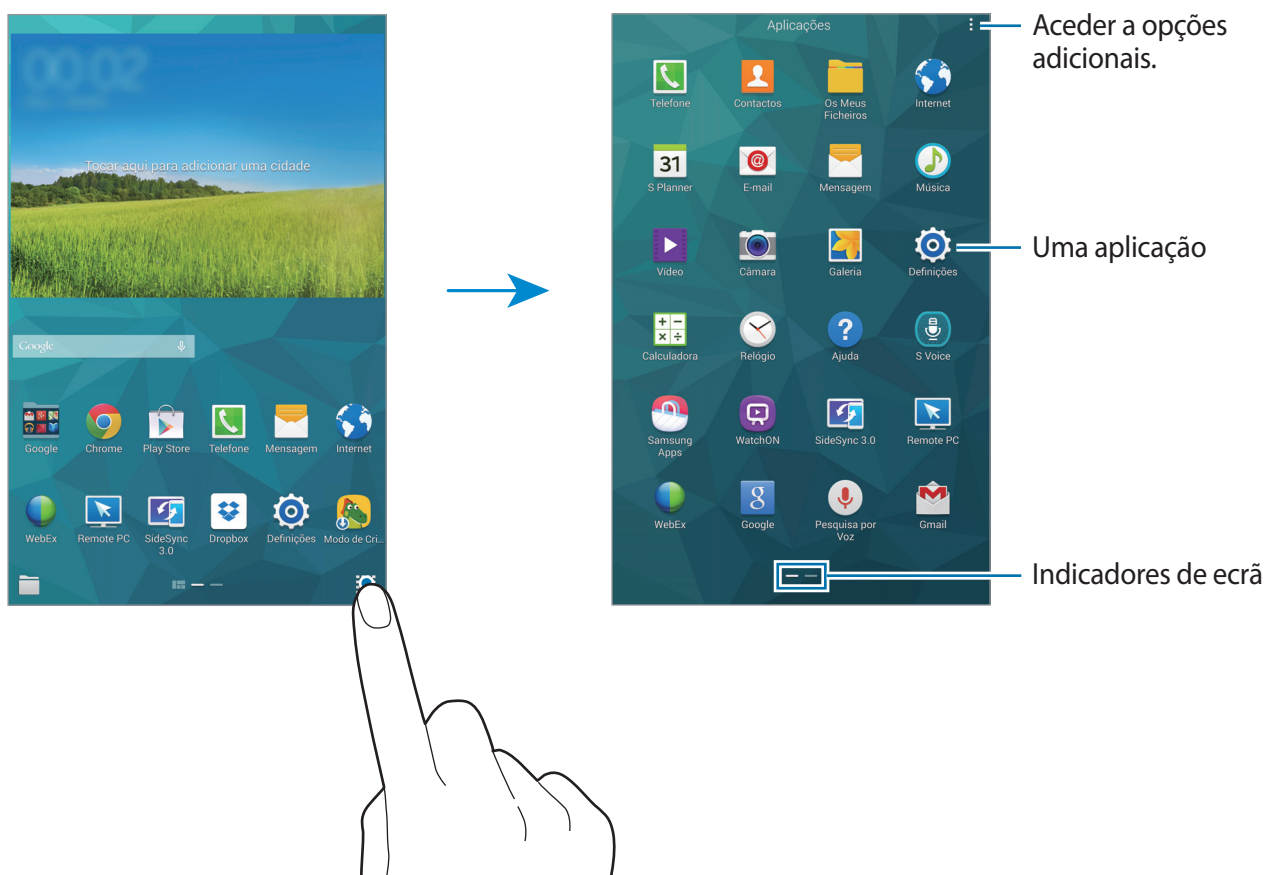 00:02
Tocar aqui para adicionar uma cidade
Google
Google
Chrome
Play Store
Telefone
Mensagem
Internet
WebEx
Remote PC
SideSync
3.0
Dropbox
Definições
Modo de Cri...
Aplicações
Telefone
Contactos
Os Meus
Ficheiros
Internet
31
S Planner
E-mail
Mensagem
Música
Vídeo
Câmara
Galeria
Definições
Calculadora
Relógio
Ajuda
S Voice
Samsung
Apps
WatchON
SideSync 3.0
Remote PC
WebEx
Google
Pesquisa por
Voz
Gmail
Aceder a opções
adicionais.
Uma aplicação
Indicadores de ecrã